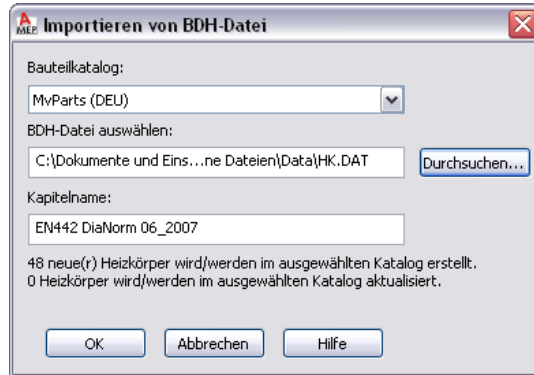 A MEP Importieren von BDH-Datei
Bauteilkatalog:
MvParts (DEU)
BDH-Datei auswählen:
C:\Dokumente und Eins...ne Dateien\Data\HK.DAT
Durchsuchen...
Kapitelname:
EN442 DiaNorm 06_2007
48 neue(r) Heizkörper wird/werden im ausgewählten Katalog erstellt.
0 Heizkörper wird/werden im ausgewählten Katalog aktualisiert.
OK Abbrechen Hilfe